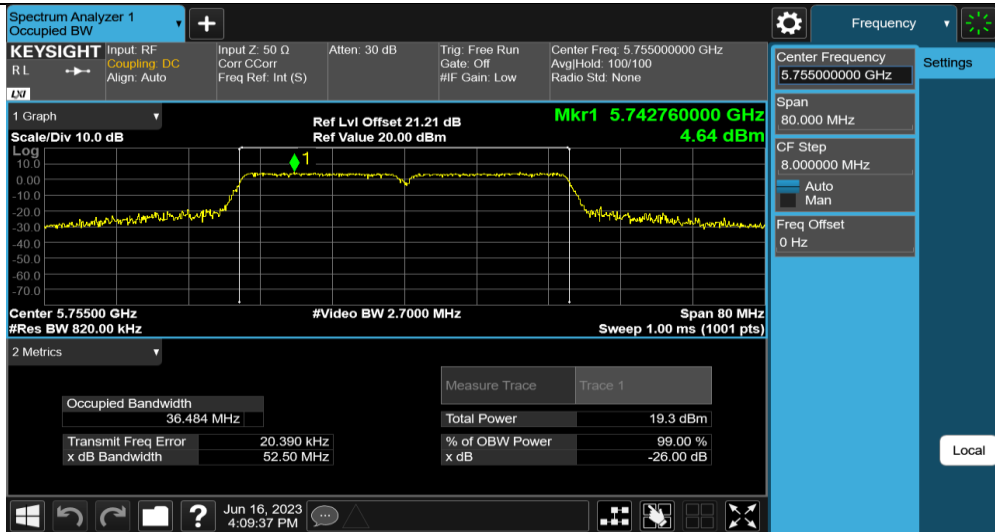 Spectrum Analyzer 1
Occupied BW
Frequency
KEYSIGHT
R L
LXI
Input: RF
Coupling: DC
Align: Auto
Input Z: 50 Ω
Corr CCorr
Freq Ref: Int (S)
Atten: 30 dB
Trig: Free Run
Gate: Off
#IF Gain: Low
Center Freq: 5.755000000 GHz
Avg|Hold: 100/100
Radio Std: None
Center Frequency
5.755000000 GHz
Settings
Span
80.000 MHz
CF Step
8.000000 MHz
Auto
Man
Freq Offset
0 Hz
1 Graph
Scale/Div 10.0 dB
Ref Lvl Offset 21.21 dB
Ref Value 20.00 dBm
Mkr1 5.742760000 GHz
4.64 dBm
Log
10.0
0.00
-10.0
-20.0
-30.0
-40.0
-50.0
-60.0
-70.0
1
Center 5.75500 GHz
#Res BW 820.00 kHz
#Video BW 2.7000 MHz
Span 80 MHz
Sweep 1.00 ms (1001 pts)
2 Metrics
Measure Trace Trace 1
Occupied Bandwidth
36.484 MHz
Total Power 19.3 dBm
Transmit Freq Error 20.390 kHz
% of OBW Power 99.00 %
x dB Bandwidth 52.50 MHz
x dB -26.00 dB
Local
?
Jun 16, 2023
4:09:37 PM